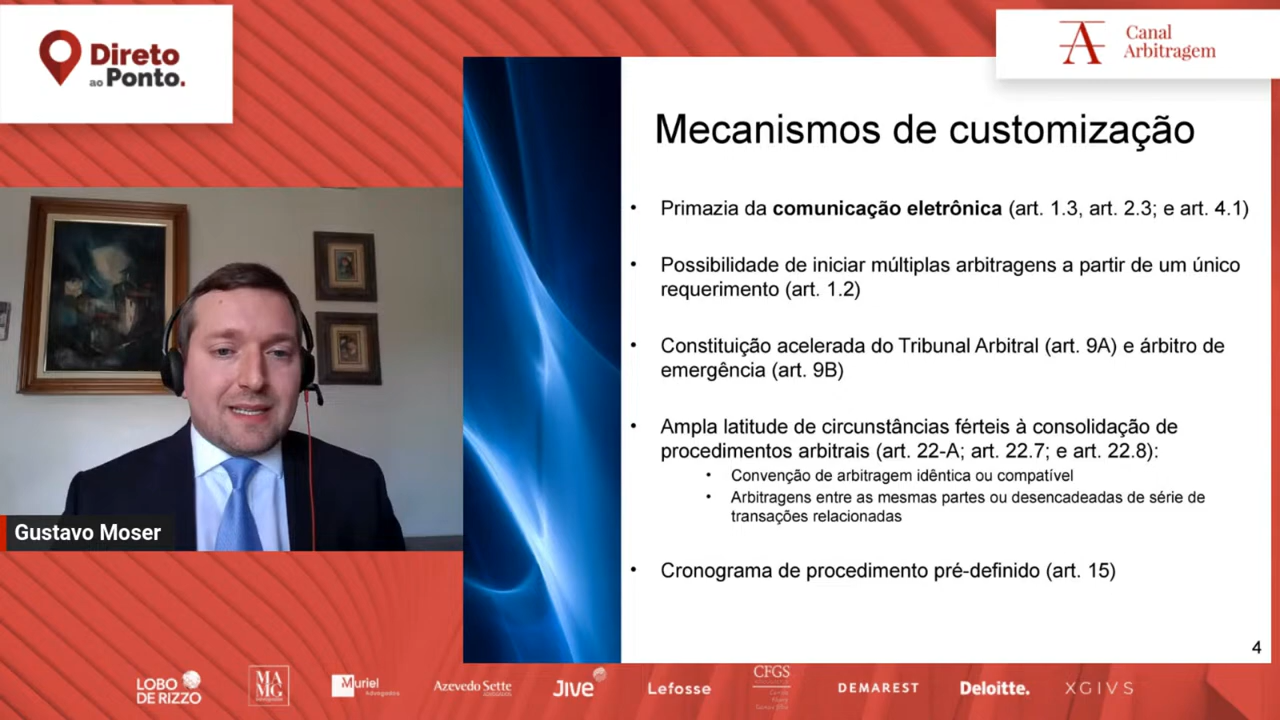 Direto
ao Ponto.
Canal
Arbitragem
Mecanismos de customização
• Primazia da comunicação eletrônica (art. 1.3, art. 2.3; e art. 4.1)
• Possibilidade de iniciar múltiplas arbitragens a partir de um único
requerimento (art. 1.2)
• Constituição acelerada do Tribunal Arbitral (art. 9A) e árbitro de
emergência (art. 9B)
• Ampla latitude de circunstâncias férteis à consolidação de
procedimentos arbitrais (art. 22-A; art. 22.7; e art. 22.8):
• Convenção de arbitragem idêntica ou compatível
• Arbitragens entre as mesmas partes ou desencadeadas de série de
transações relacionadas
• Cronograma de procedimento pré-definido (art. 15)
4
Gustavo Moser
LOBO
DE RIZZO
MA
MG
Muriel
Advogados
Azevedo Sette
JIVE
Lefosse
CFGS
DEMAREST
Deloitte.
XGIVS